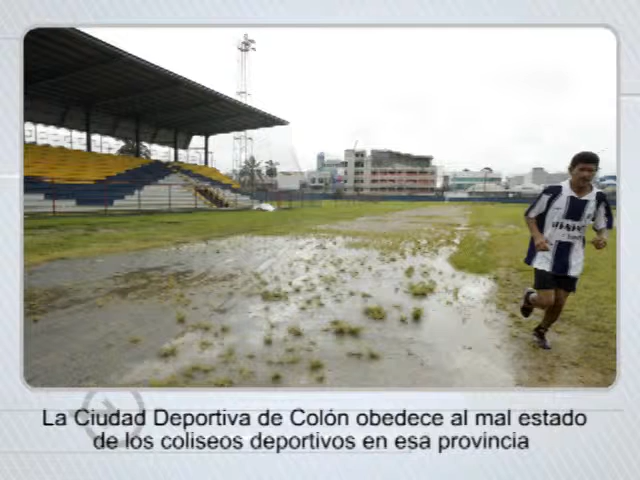 La Ciudad Deportiva de Colón obedece al mal estado
de los coliseos deportivos en esa provincia